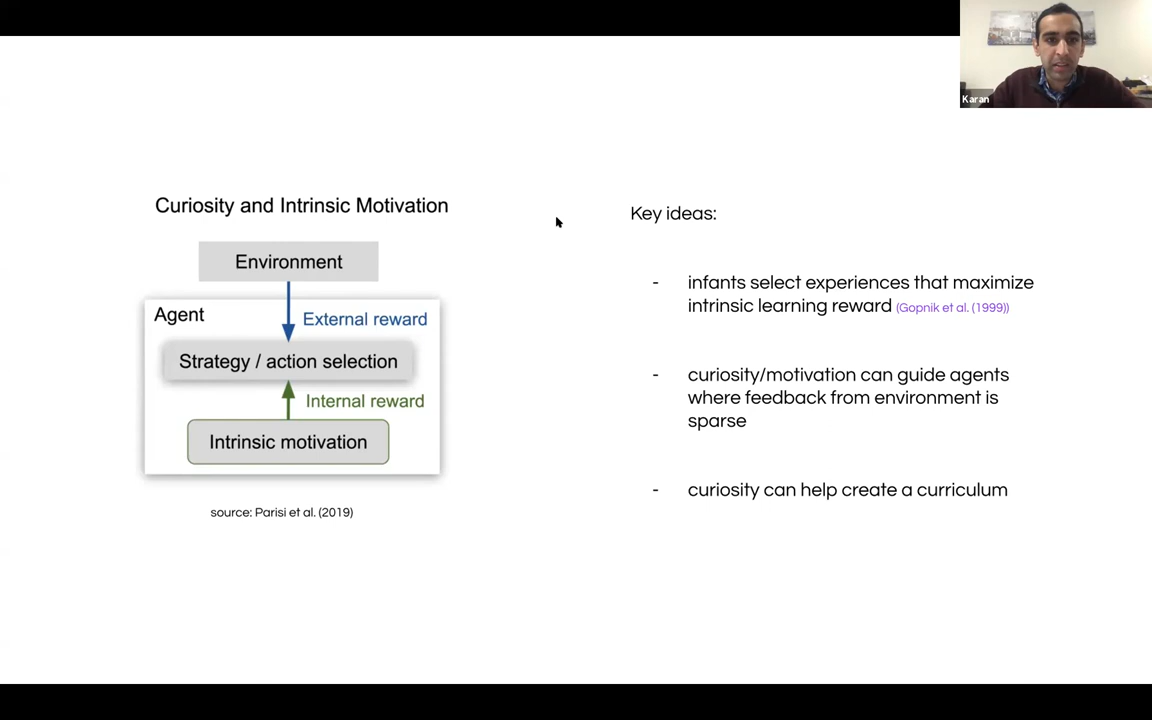 Karan
Curiosity and Intrinsic Motivation
Environment
Agent
External reward
Strategy / action selection
Internal reward
Intrinsic motivation
source: Parisi et al. (2019)
Key ideas:
- infants select experiences that maximize
intrinsic learning reward (Gopnik et al. (1999))
- curiosity/motivation can guide agents
where feedback from environment is
sparse
- curiosity can help create a curriculum